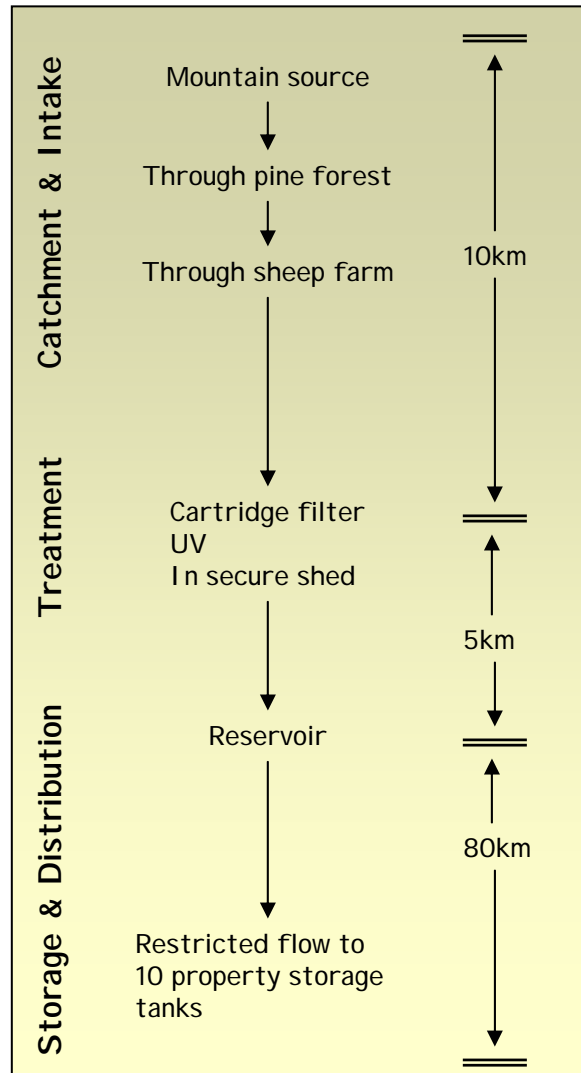 Catchment & Intake
Mountain source
Through pine forest
Through sheep farm
10km
Treatment
Cartridge filter
UV
In secure shed
5km
Storage & Distribution
Reservoir
80km
Restricted flow to
10 property storage
tanks